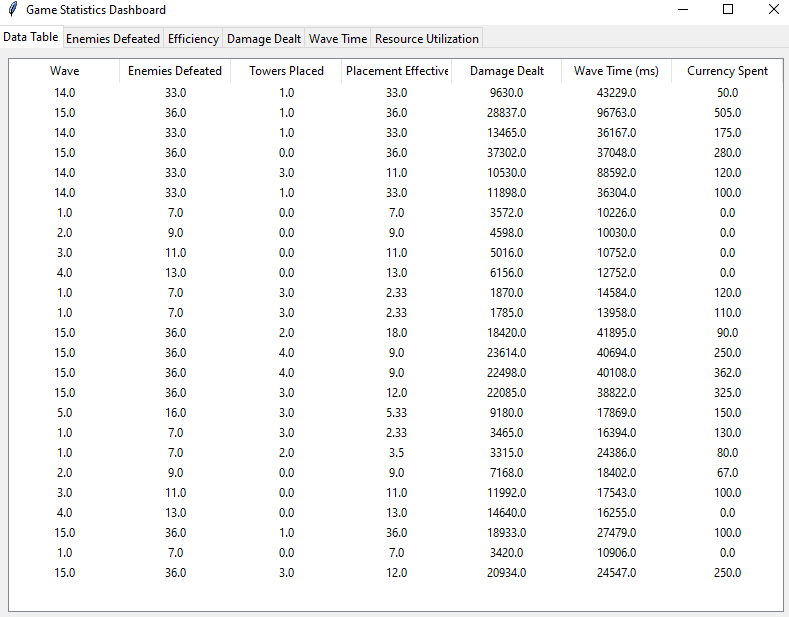 Game Statistics Dashboard
Data Table Enemies Defeated Efficiency Damage Dealt Wave Time Resource Utilization
Wave Enemies Defeated Towers Placed Placement Effective Damage Dealt Wave Time (ms) Currency Spent
14.0 33.0 1.0 33.0 9630.0 43229.0 50.0
15.0 36.0 1.0 36.0 28837.0 96763.0 505.0
14.0 33.0 1.0 33.0 13465.0 36167.0 175.0
15.0 36.0 0.0 36.0 37302.0 37048.0 280.0
14.0 33.0 3.0 11.0 10530.0 88592.0 120.0
14.0 33.0 1.0 33.0 11898.0 36304.0 100.0
1.0 7.0 0.0 7.0 3572.0 10226.0 0.0
2.0 9.0 0.0 9.0 4598.0 10030.0 0.0
3.0 11.0 0.0 11.0 5016.0 10752.0 0.0
4.0 13.0 0.0 13.0 6156.0 12752.0 0.0
1.0 7.0 3.0 2.33 1870.0 14584.0 120.0
1.0 7.0 3.0 2.33 1785.0 13958.0 110.0
15.0 36.0 2.0 18.0 18420.0 41895.0 90.0
15.0 36.0 4.0 9.0 23614.0 40694.0 250.0
15.0 36.0 4.0 9.0 22498.0 40108.0 362.0
15.0 36.0 3.0 12.0 22085.0 38822.0 325.0
5.0 16.0 3.0 5.33 9180.0 17869.0 150.0
1.0 7.0 3.0 2.33 3465.0 16394.0 130.0
1.0 7.0 2.0 3.5 3315.0 24386.0 80.0
2.0 9.0 0.0 9.0 7168.0 18402.0 67.0
3.0 11.0 0.0 11.0 11992.0 17543.0 100.0
4.0 13.0 0.0 13.0 14640.0 16255.0 0.0
15.0 36.0 1.0 36.0 18933.0 27479.0 100.0
1.0 7.0 0.0 7.0 3420.0 10906.0 0.0
15.0 36.0 3.0 12.0 20934.0 24547.0 250.0